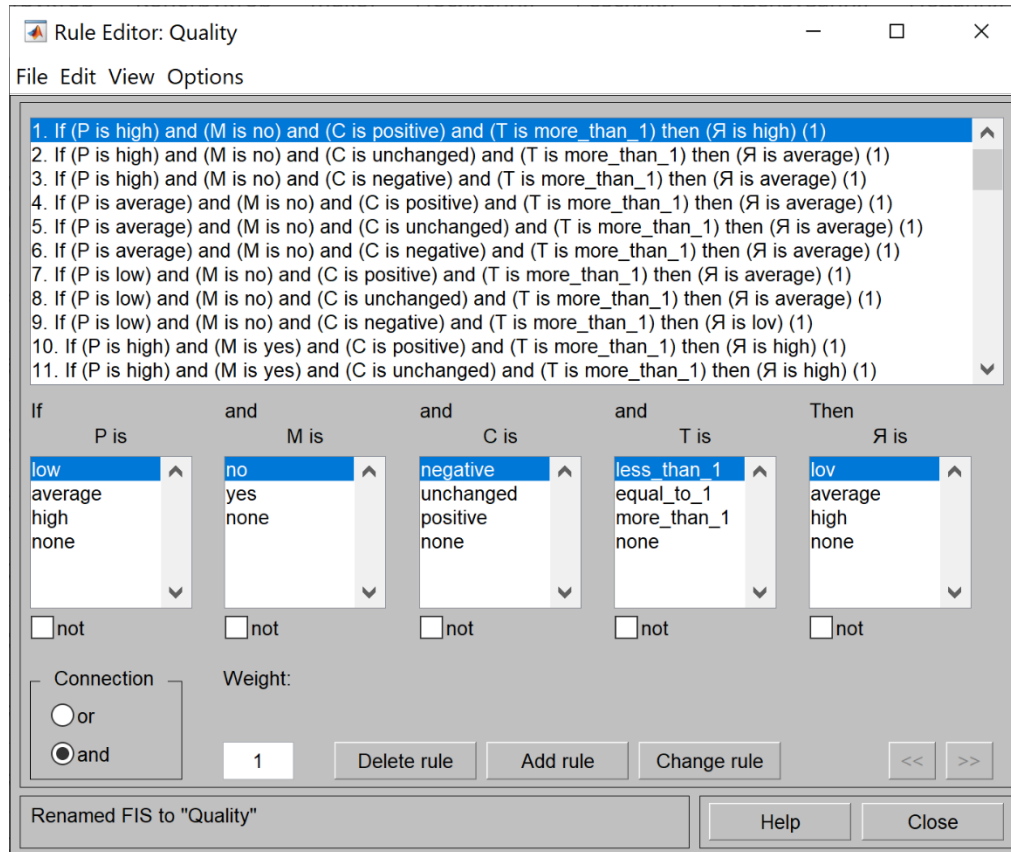 Rule Editor: Quality
File Edit View Options
1. If (P is high) and (M is no) and (C is positive) and (T is more_than_1) then (Я is high) (1)
2. If (P is high) and (M is no) and (C is unchanged) and (T is more_than_1) then (Я is average) (1)
3. If (P is high) and (M is no) and (C is negative) and (T is more_than_1) then (Я is average) (1)
4. If (P is average) and (M is no) and (C is positive) and (T is more_than_1) then (Я is average) (1)
5. If (P is average) and (M is no) and (C is unchanged) and (T is more_than_1) then (Я is average) (1)
6. If (P is average) and (M is no) and (C is negative) and (T is more_than_1) then (Я is average) (1)
7. If (P is low) and (M is no) and (C is positive) and (T is more_than_1) then (Я is average) (1)
8. If (P is low) and (M is no) and (C is unchanged) and (T is more_than_1) then (Я is average) (1)
9. If (P is low) and (M is no) and (C is negative) and (T is more_than_1) then (Я is lov) (1)
10. If (P is high) and (M is yes) and (C is positive) and (T is more_than_1) then (Я is high) (1)
11. If (P is high) and (M is yes) and (C is unchanged) and (T is more_than_1) then (Я is high) (1)
If and and and Then
P is M is C is T is Я is
low no negative less_than_1 lov
average yes unchanged equal_to_1 average
high none positive more_than_1 high
none none none none
not not not not not
Connection Weight:
or
and 1 Delete rule Add rule Change rule << >>
Renamed FIS to "Quality" Help Close